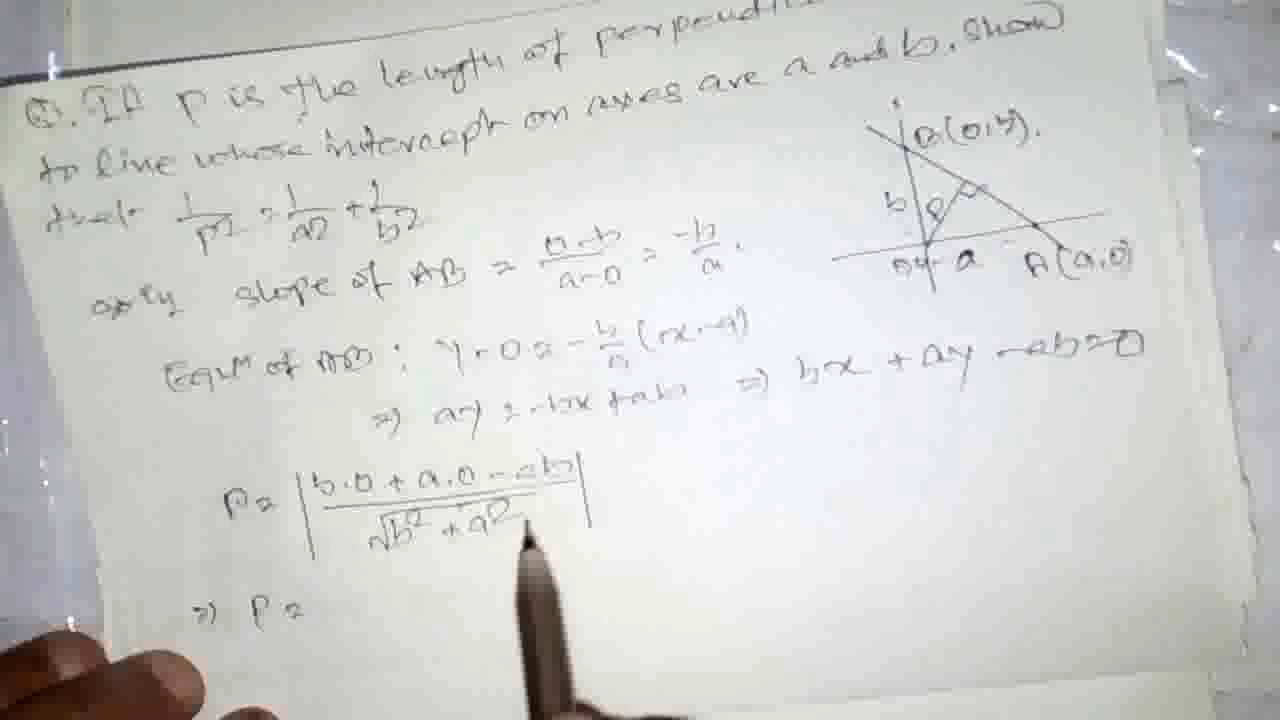 Q. If P is the length of perpendi
to line whose intercept on axes are a and b. show
that 1/P² = 1/a² + 1/b²
B(0,b).
b P
O a A(a,0)
slope of AB = 0-b/a-0 = -b/a.
Equⁿ of AB : y-0 = -b/a (x-a)
=> ay = -bx + ab => bx + ay - ab = 0
P = | b.0 + a.0 - ab / √b² + a² |
=> P =